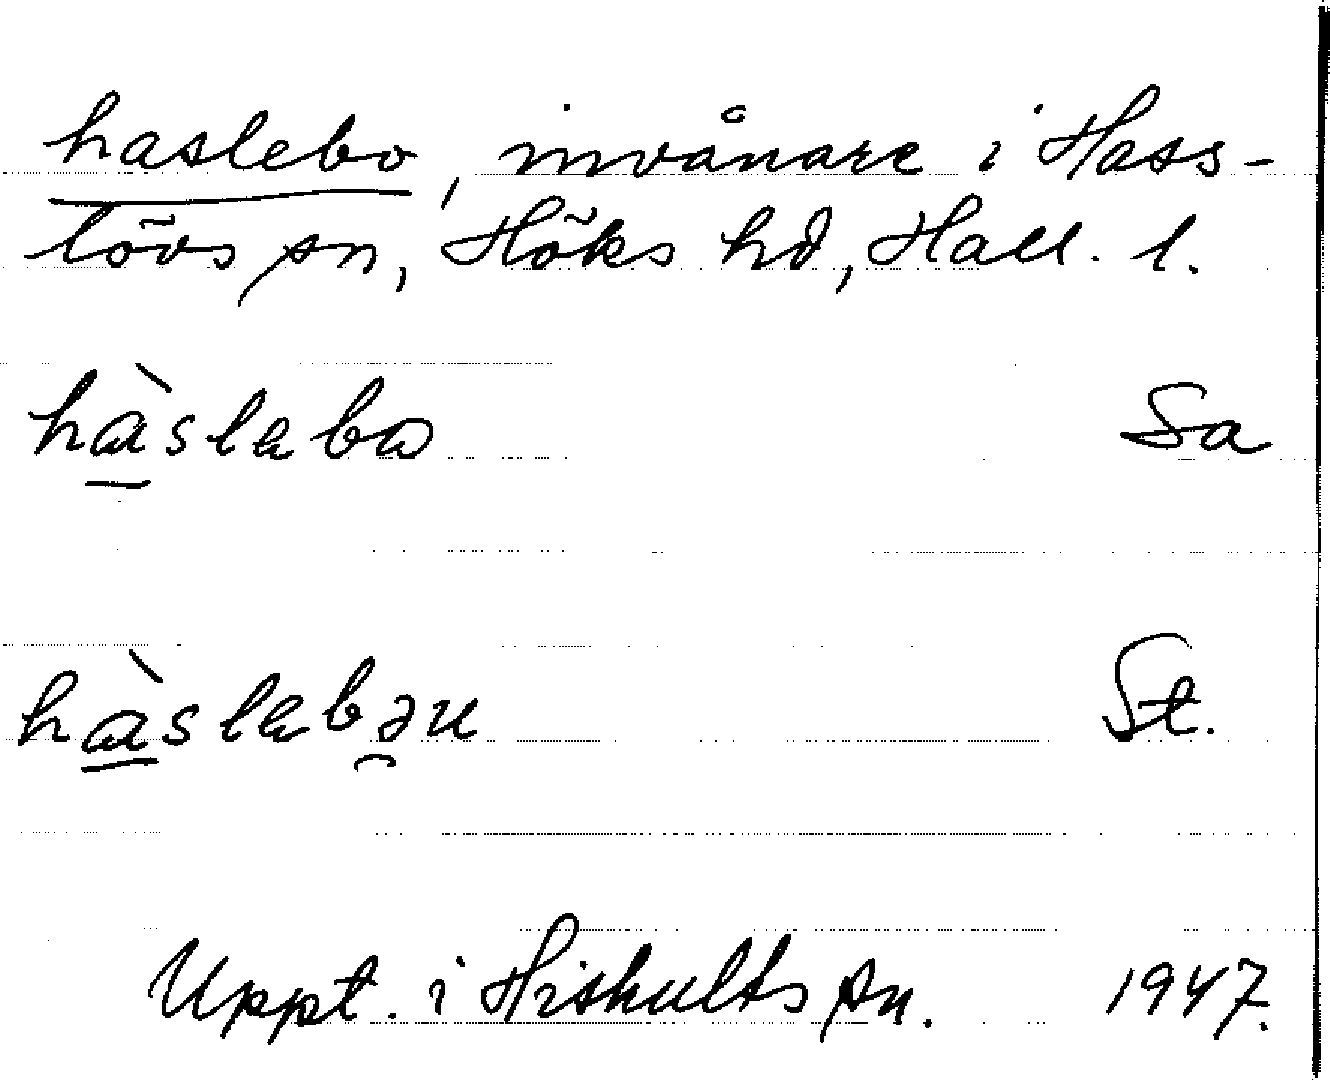 haslebo, invånare i Hass-
lövs sn, Höks hd, Hall. l.
hàslebo Sa
hàslebəu St.
Uppt. i Hishults sn. 1947.